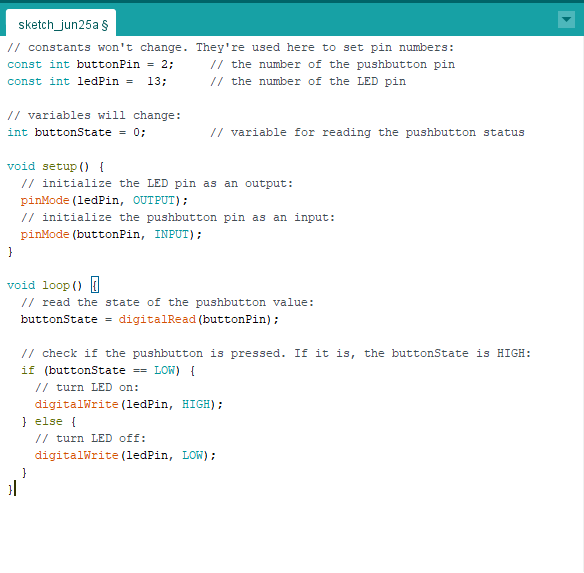 sketch_jun25a §
// constants won't change. They're used here to set pin numbers:
const int buttonPin = 2;     // the number of the pushbutton pin
const int ledPin =  13;      // the number of the LED pin

// variables will change:
int buttonState = 0;         // variable for reading the pushbutton status

void setup() {
  // initialize the LED pin as an output:
  pinMode(ledPin, OUTPUT);
  // initialize the pushbutton pin as an input:
  pinMode(buttonPin, INPUT);
}

void loop() {
  // read the state of the pushbutton value:
  buttonState = digitalRead(buttonPin);

  // check if the pushbutton is pressed. If it is, the buttonState is HIGH:
  if (buttonState == LOW) {
    // turn LED on:
    digitalWrite(ledPin, HIGH);
  } else {
    // turn LED off:
    digitalWrite(ledPin, LOW);
  }
}